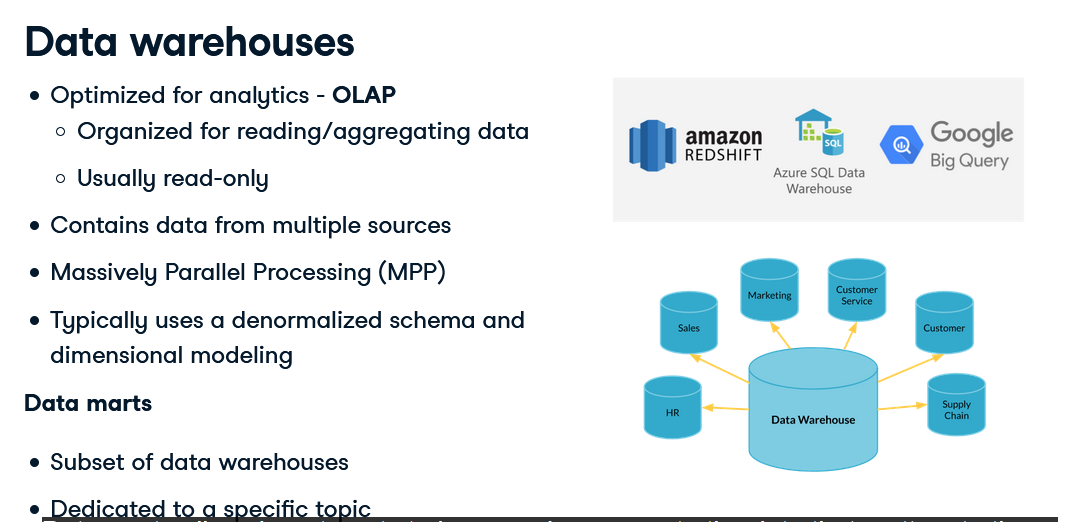 Data warehouses
Optimized for analytics - OLAP
Organized for reading/aggregating data
Usually read-only
Contains data from multiple sources
Massively Parallel Processing (MPP)
Typically uses a denormalized schema and
dimensional modeling
Data marts
Subset of data warehouses
Dedicated to a specific topic
amazon
REDSHIFT
SQL
Azure SQL Data
Warehouse
Google
Big Query
Marketing
Customer
Service
Sales
Customer
HR
Data Warehouse
Supply
Chain